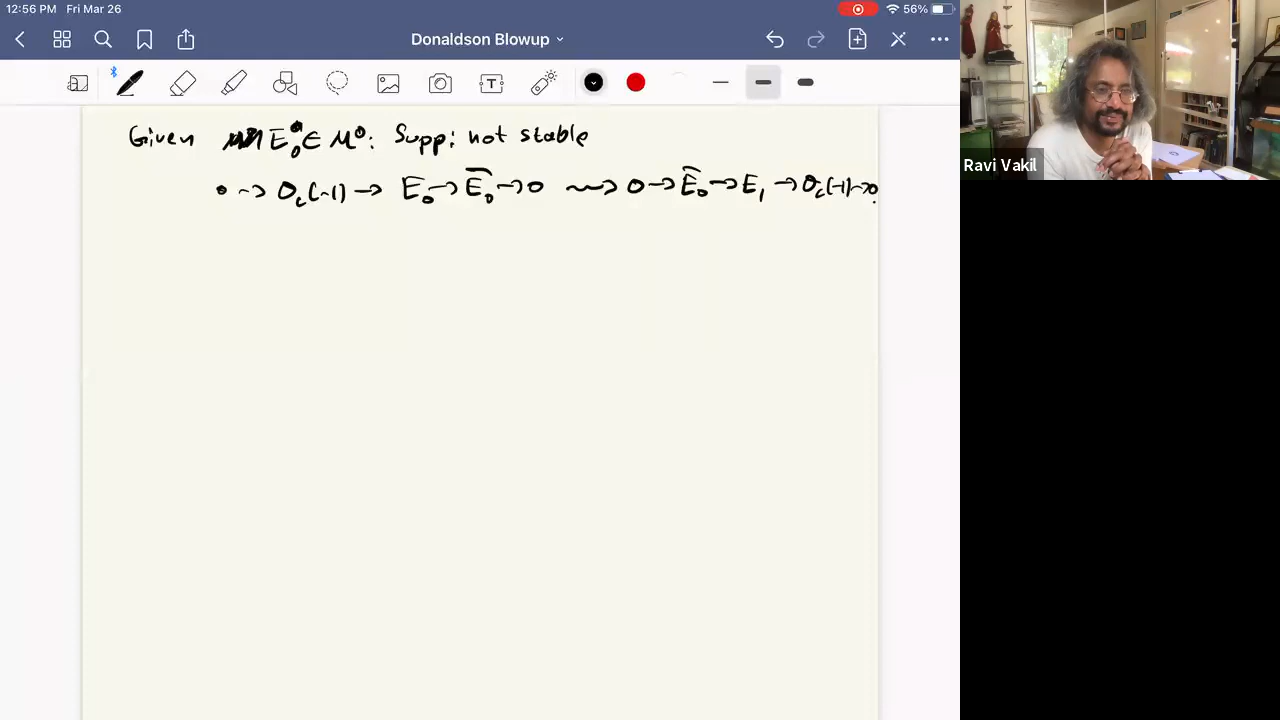 12:56 PM Fri Mar 26
56%
Donaldson Blowup
Ravi Vakil
Given E₀ ∈ M⁰: Supp: not stable
0 → O_C(-1) → E₀ → Ē₀ → 0 ⇝ 0 → Ē₀ → E₁ → O_C(-1) → 0